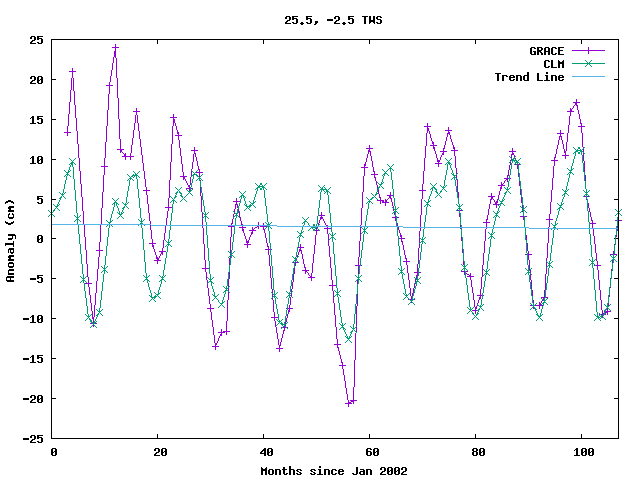 25.5, -2.5 TWS
GRACE
CLM
Trend Line
25
20
15
10
5
0
-5
-10
-15
-20
-25
Anomaly (cm)
0 20 40 60 80 100
Months since Jan 2002